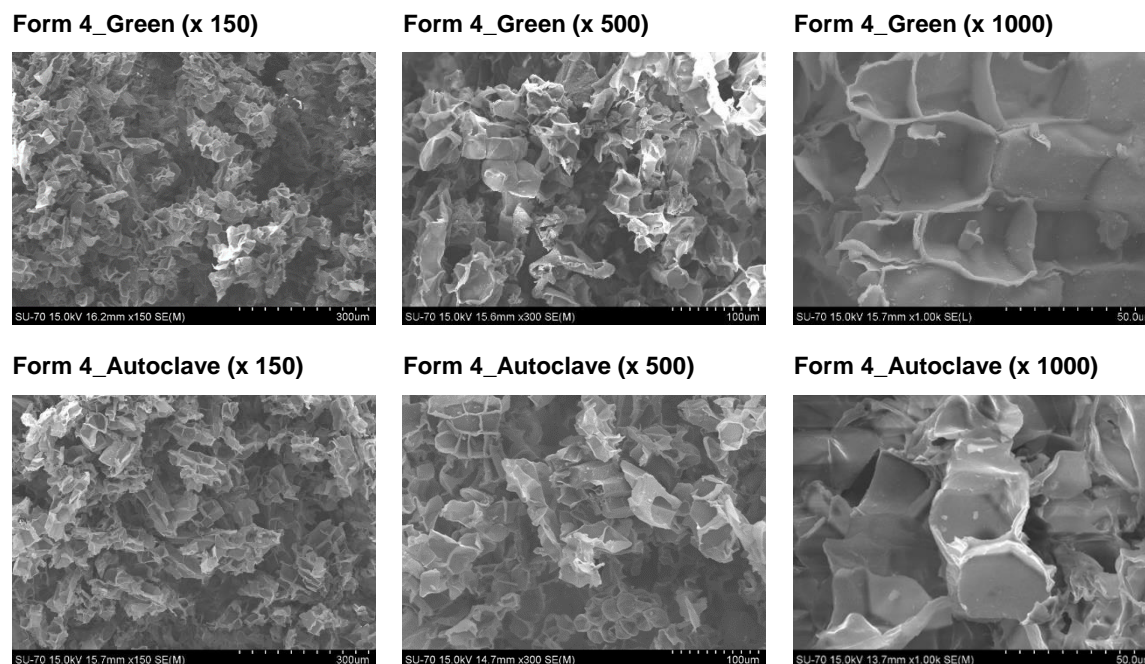 Form 4_Green (x 150)
Form 4_Green (x 500)
Form 4_Green (x 1000)
SU-70 15.0kV 16.2mm x150 SE(M) 300um
SU-70 15.0kV 15.6mm x300 SE(M) 100um
SU-70 15.0kV 15.7mm x1.00k SE(L) 50.0u
Form 4_Autoclave (x 150)
Form 4_Autoclave (x 500)
Form 4_Autoclave (x 1000)
SU-70 15.0kV 15.7mm x150 SE(M) 300um
SU-70 15.0kV 14.7mm x300 SE(M) 100um
SU-70 15.0kV 13.7mm x1.00k SE(M) 50.0u